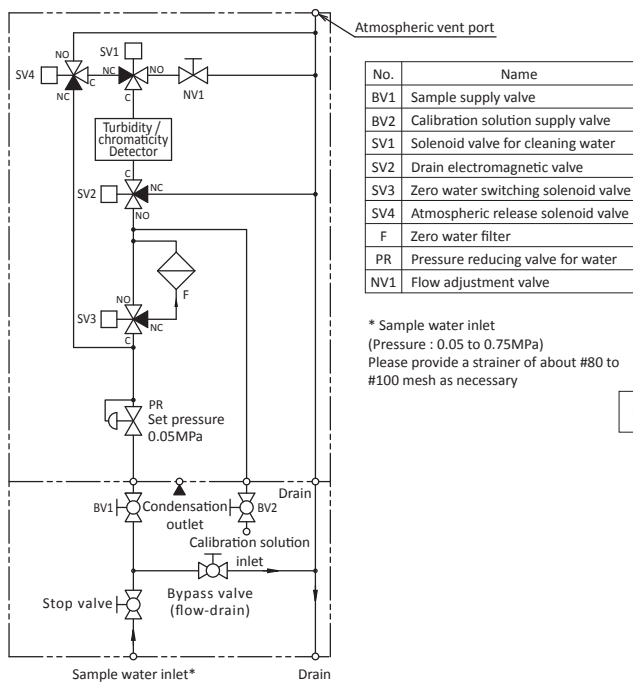 Atmospheric vent port
NO
SV1
SV4
NC
NO
NC
C
C
NV1
Turbidity /
chromaticity
Detector
C
SV2
NC
NO
F
NO
SV3
NC
C
PR
Set pressure
0.05MPa
Drain
BV1
Condensation
outlet
BV2
Calibration solution
inlet
Stop valve
Bypass valve
(flow-drain)
Sample water inlet*
Drain
No. Name
BV1 Sample supply valve
BV2 Calibration solution supply valve
SV1 Solenoid valve for cleaning water
SV2 Drain electromagnetic valve
SV3 Zero water switching solenoid valve
SV4 Atmospheric release solenoid valve
F Zero water filter
PR Pressure reducing valve for water
NV1 Flow adjustment valve
* Sample water inlet
(Pressure : 0.05 to 0.75MPa)
Please provide a strainer of about #80 to
#100 mesh as necessary